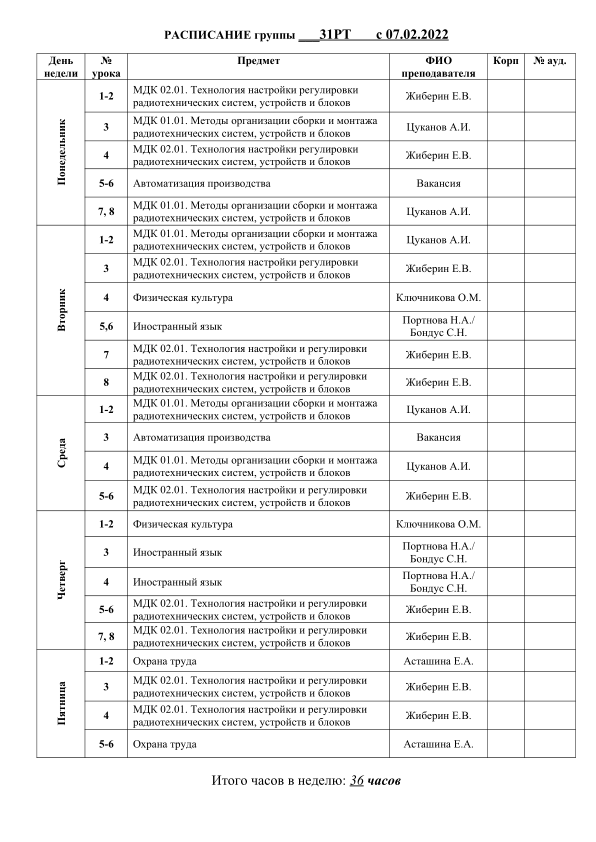 РАСПИСАНИЕ группы ___31РТ с 07.02.2022
День недели № урока Предмет ФИО преподавателя Корп № ауд.
Понедельник
1-2 МДК 02.01. Технология настройки регулировки
радиотехнических систем, устройств и блоков Жиберин Е.В.
3 МДК 01.01. Методы организации сборки и монтажа
радиотехнических систем, устройств и блоков Цуканов А.И.
4 МДК 02.01. Технология настройки регулировки
радиотехнических систем, устройств и блоков Жиберин Е.В.
5-6 Автоматизация производства Вакансия
7, 8 МДК 01.01. Методы организации сборки и монтажа
радиотехнических систем, устройств и блоков Цуканов А.И.
Вторник
1-2 МДК 01.01. Методы организации сборки и монтажа
радиотехнических систем, устройств и блоков Цуканов А.И.
3 МДК 02.01. Технология настройки регулировки
радиотехнических систем, устройств и блоков Жиберин Е.В.
4 Физическая культура Ключникова О.М.
5,6 Иностранный язык Портнова Н.А./
Бондус С.Н.
7 МДК 02.01. Технология настройки и регулировки
радиотехнических систем, устройств и блоков Жиберин Е.В.
8 МДК 02.01. Технология настройки и регулировки
радиотехнических систем, устройств и блоков Жиберин Е.В.
Среда
1-2 МДК 01.01. Методы организации сборки и монтажа
радиотехнических систем, устройств и блоков Цуканов А.И.
3 Автоматизация производства Вакансия
4 МДК 01.01. Методы организации сборки и монтажа
радиотехнических систем, устройств и блоков Цуканов А.И.
5-6 МДК 02.01. Технология настройки и регулировки
радиотехнических систем, устройств и блоков Жиберин Е.В.
Четверг
1-2 Физическая культура Ключникова О.М.
3 Иностранный язык Портнова Н.А./
Бондус С.Н.
4 Иностранный язык Портнова Н.А./
Бондус С.Н.
5-6 МДК 02.01. Технология настройки и регулировки
радиотехнических систем, устройств и блоков Жиберин Е.В.
7, 8 МДК 02.01. Технология настройки и регулировки
радиотехнических систем, устройств и блоков Жиберин Е.В.
Пятница
1-2 Охрана труда Асташина Е.А.
3 МДК 02.01. Технология настройки и регулировки
радиотехнических систем, устройств и блоков Жиберин Е.В.
4 МДК 02.01. Технология настройки и регулировки
радиотехнических систем, устройств и блоков Жиберин Е.В.
5-6 Охрана труда Асташина Е.А.
Итого часов в неделю: 36 часов